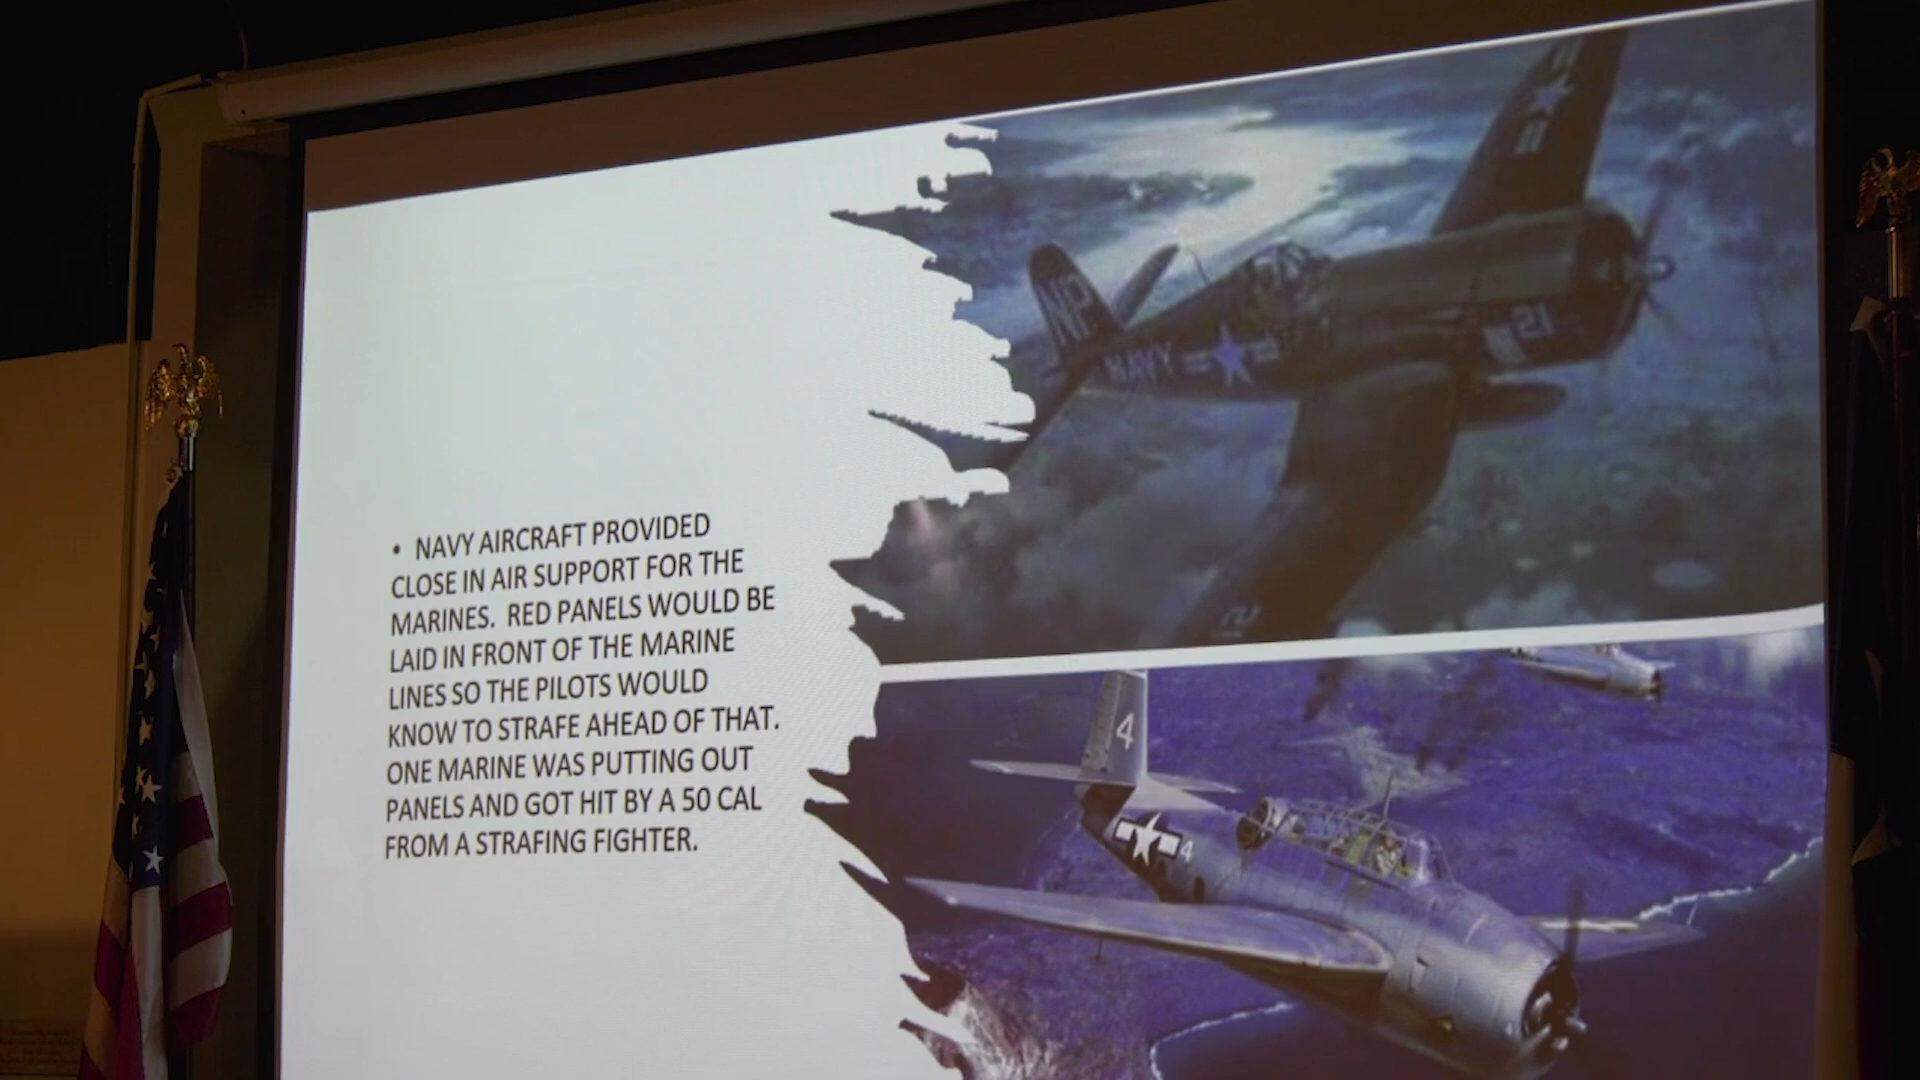 NP
NAVY
21
• NAVY AIRCRAFT PROVIDED
CLOSE IN AIR SUPPORT FOR THE
MARINES. RED PANELS WOULD BE
LAID IN FRONT OF THE MARINE
LINES SO THE PILOTS WOULD
KNOW TO STRAFE AHEAD OF THAT.
ONE MARINE WAS PUTTING OUT
PANELS AND GOT HIT BY A 50 CAL
FROM A STRAFING FIGHTER.
4
4